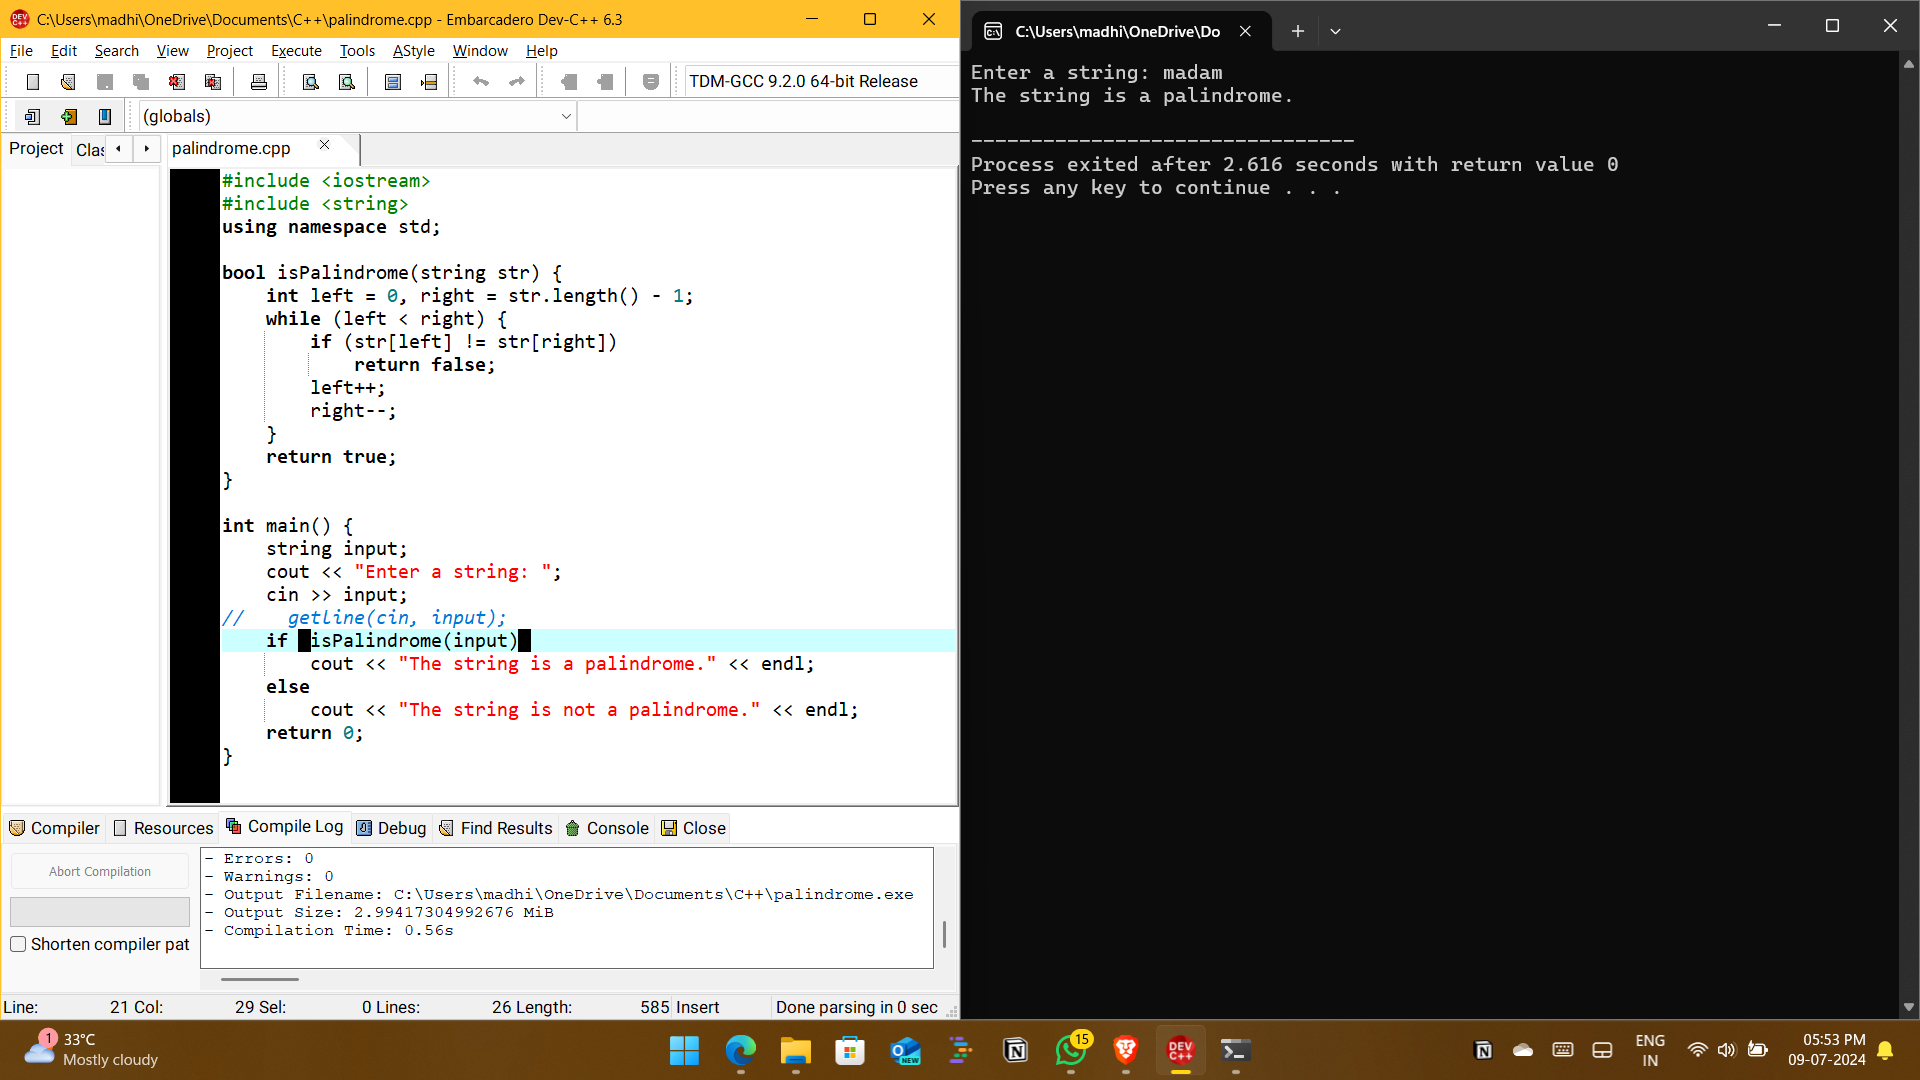 C:\Users\madhi\OneDrive\Documents\C++\palindrome.cpp - Embarcadero Dev-C++ 6.3
File Edit Search View Project Execute Tools AStyle Window Help
TDM-GCC 9.2.0 64-bit Release
(globals)
Project Clas
palindrome.cpp
#include <iostream>
#include <string>
using namespace std;
bool isPalindrome(string str) {
int left = 0, right = str.length() - 1;
while (left < right) {
if (str[left] != str[right])
return false;
left++;
right--;
}
return true;
}
int main() {
string input;
cout << "Enter a string: ";
cin >> input;
// getline(cin, input);
if (isPalindrome(input))
cout << "The string is a palindrome." << endl;
else
cout << "The string is not a palindrome." << endl;
return 0;
}
Compiler Resources Compile Log Debug Find Results Console Close
Abort Compilation
Shorten compiler pat
- Errors: 0
- Warnings: 0
- Output Filename: C:\Users\madhi\OneDrive\Documents\C++\palindrome.exe
- Output Size: 2.99417304992676 MiB
- Compilation Time: 0.56s
Line: 21 Col: 29 Sel: 0 Lines: 26 Length: 585 Insert Done parsing in 0 sec
C:\Users\madhi\OneDrive\Do
Enter a string: madam
The string is a palindrome.
--------------------------------
Process exited after 2.616 seconds with return value 0
Press any key to continue . . .
1
33°C
Mostly cloudy
NEW
15
DEV
C++
ENG
IN
05:53 PM
09-07-2024